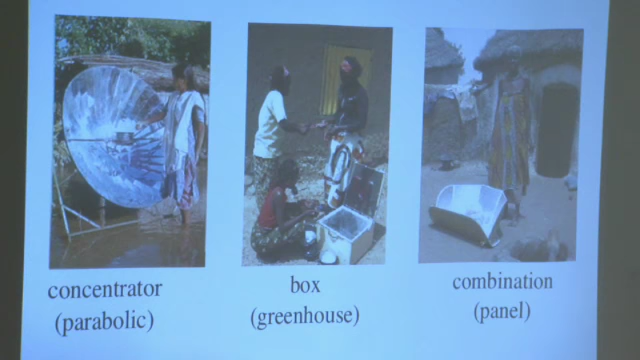 concentrator
(parabolic)
box
(greenhouse)
combination
(panel)